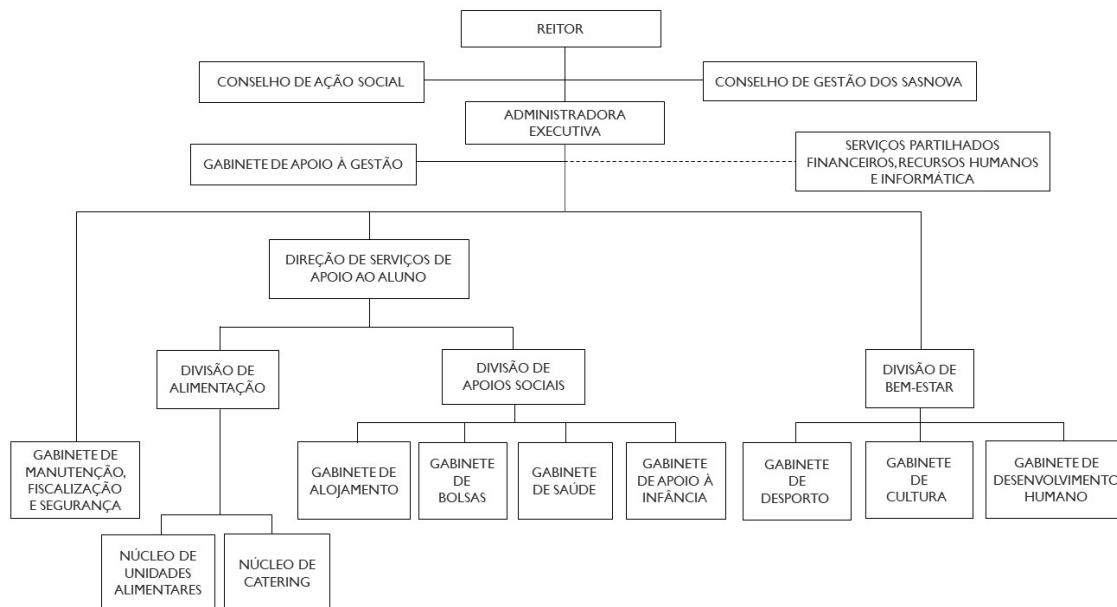 REITOR
CONSELHO DE AÇÃO SOCIAL
CONSELHO DE GESTÃO DOS SASNOVA
ADMINISTRADORA
EXECUTIVA
GABINETE DE APOIO À GESTÃO
SERVIÇOS PARTILHADOS
FINANCEIROS, RECURSOS HUMANOS
E INFORMÁTICA
DIREÇÃO DE SERVIÇOS DE
APOIO AO ALUNO
DIVISÃO DE
ALIMENTAÇÃO
DIVISÃO DE
APOIOS SOCIAIS
DIVISÃO DE
BEM-ESTAR
GABINETE DE
MANUTENÇÃO,
FISCALIZAÇÃO
E SEGURANÇA
GABINETE DE
ALOJAMENTO
GABINETE
DE
BOLSAS
GABINETE
DE SAÚDE
GABINETE
DE APOIO À
INFÂNCIA
GABINETE
DE
DESPORTO
GABINETE
DE
CULTURA
GABINETE DE
DESENVOLVIMENTO
HUMANO
NÚCLEO DE
UNIDADES
ALIMENTARES
NÚCLEO DE
CATERING